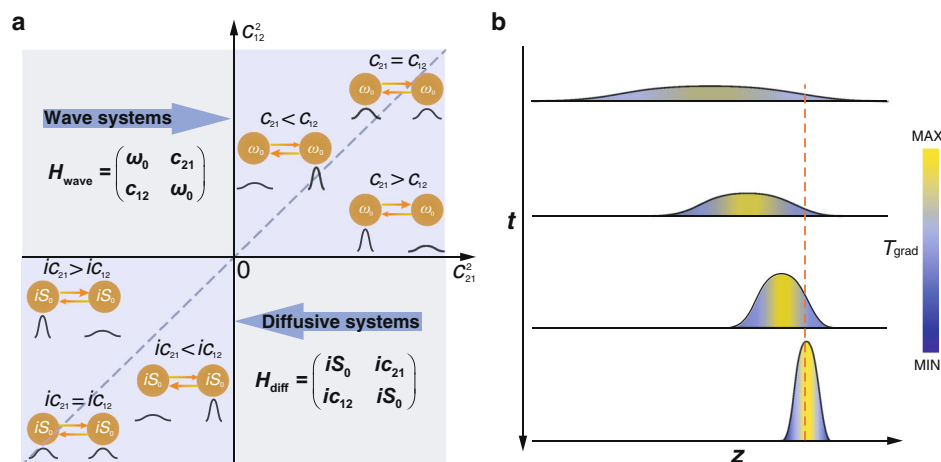 a
c₁₂²
c₂₁ = c₁₂
ω₀ ω₀
Wave systems
c₂₁ < c₁₂
ω₀ ω₀
H_wave = ( ω₀ c₂₁
c₁₂ ω₀ )
c₂₁ > c₁₂
ω₀ ω₀
0
c₂₁²
ic₂₁ > ic₁₂
iS₀ iS₀
Diffusive systems
ic₂₁ < ic₁₂
iS₀ iS₀
H_diff = ( iS₀ ic₂₁
ic₁₂ iS₀ )
ic₂₁ = ic₁₂
iS₀ iS₀
b
t
z
MAX
T_grad
MIN